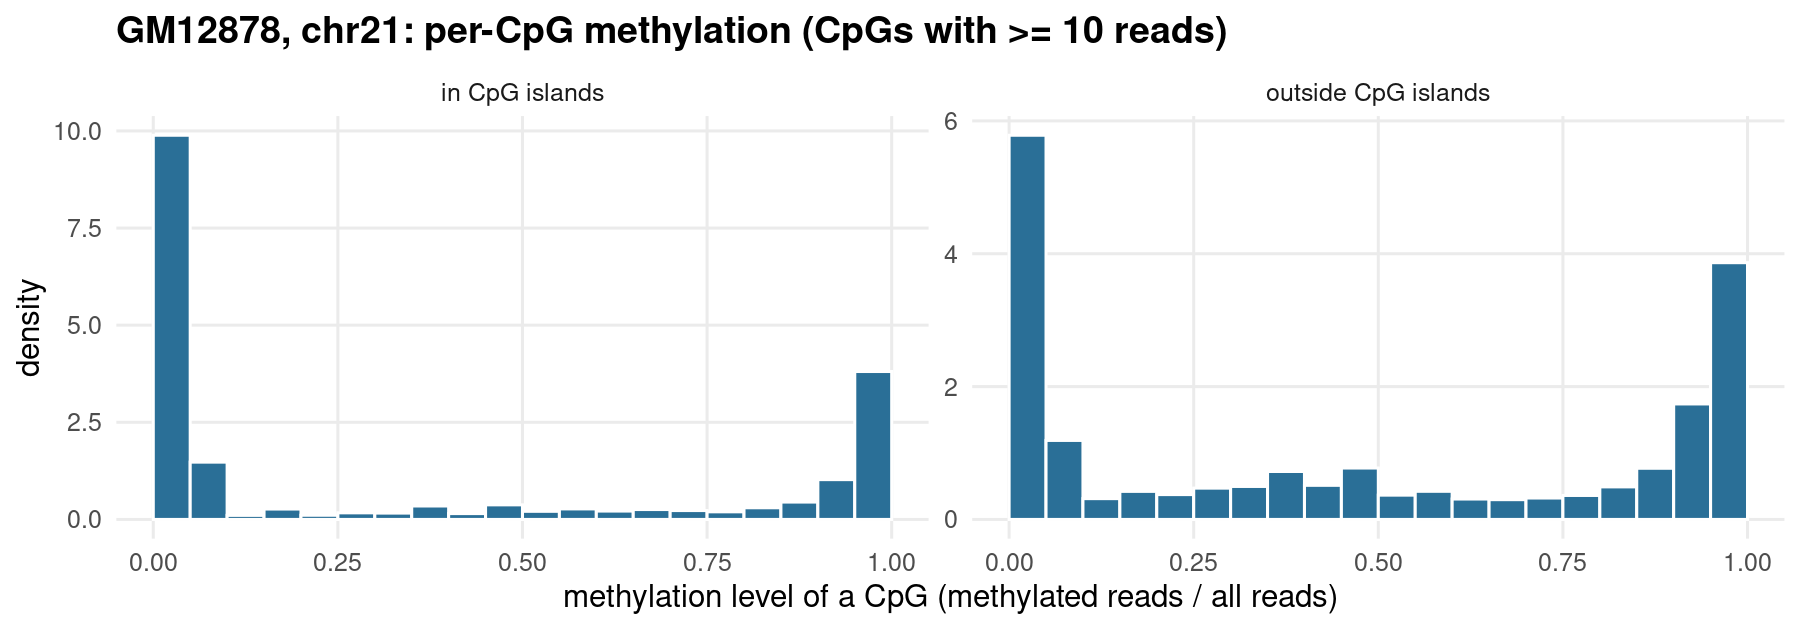 GM12878, chr21: per-CpG methylation (CpGs with >= 10 reads)
in CpG islands
outside CpG islands
density
10.0
7.5
5.0
2.5
0.0
6
4
2
0
0.00 0.25 0.50 0.75 1.00
0.00 0.25 0.50 0.75 1.00
methylation level of a CpG (methylated reads / all reads)